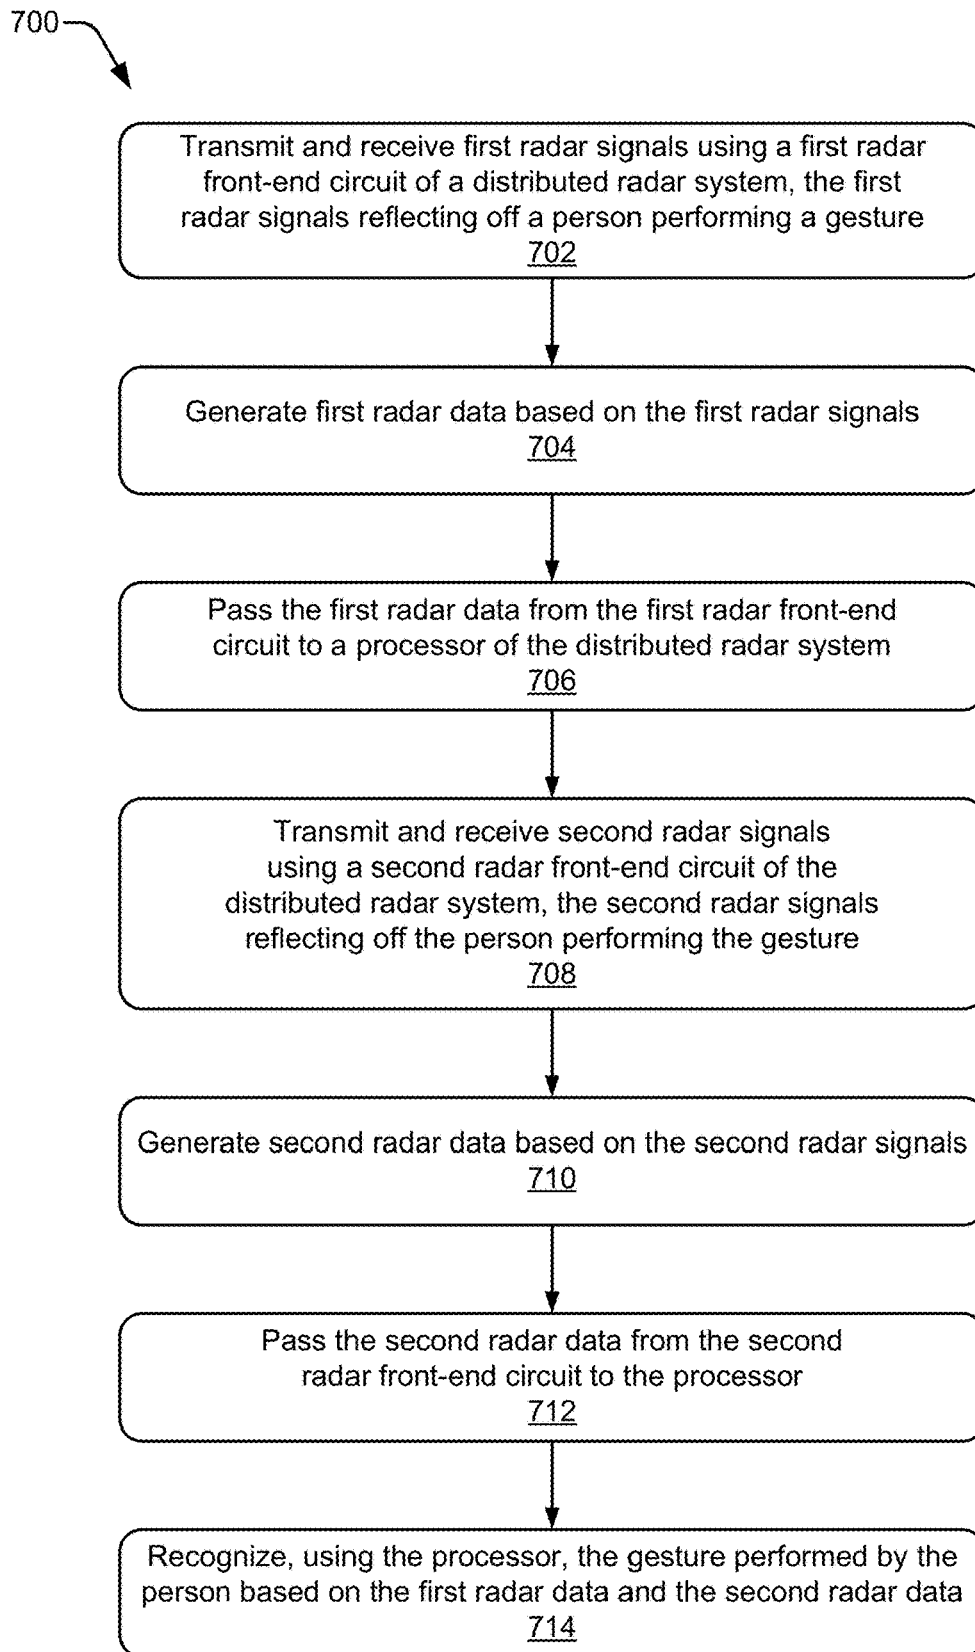 700
Transmit and receive first radar signals using a first radar
front-end circuit of a distributed radar system, the first
radar signals reflecting off a person performing a gesture
702
Generate first radar data based on the first radar signals
704
Pass the first radar data from the first radar front-end
circuit to a processor of the distributed radar system
706
Transmit and receive second radar signals
using a second radar front-end circuit of the
distributed radar system, the second radar signals
reflecting off the person performing the gesture
708
Generate second radar data based on the second radar signals
710
Pass the second radar data from the second
radar front-end circuit to the processor
712
Recognize, using the processor, the gesture performed by the
person based on the first radar data and the second radar data
714